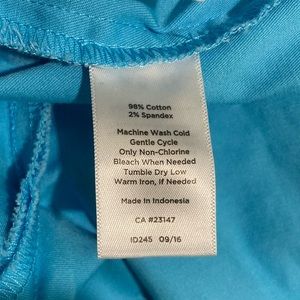 98% Cotton
2% Spandex
Machine Wash Cold
Gentle Cycle
Only Non-Chlorine
Bleach When Needed
Tumble Dry Low
Warm Iron, if Needed
Made in Indonesia
CA #23147
ID245 09/16